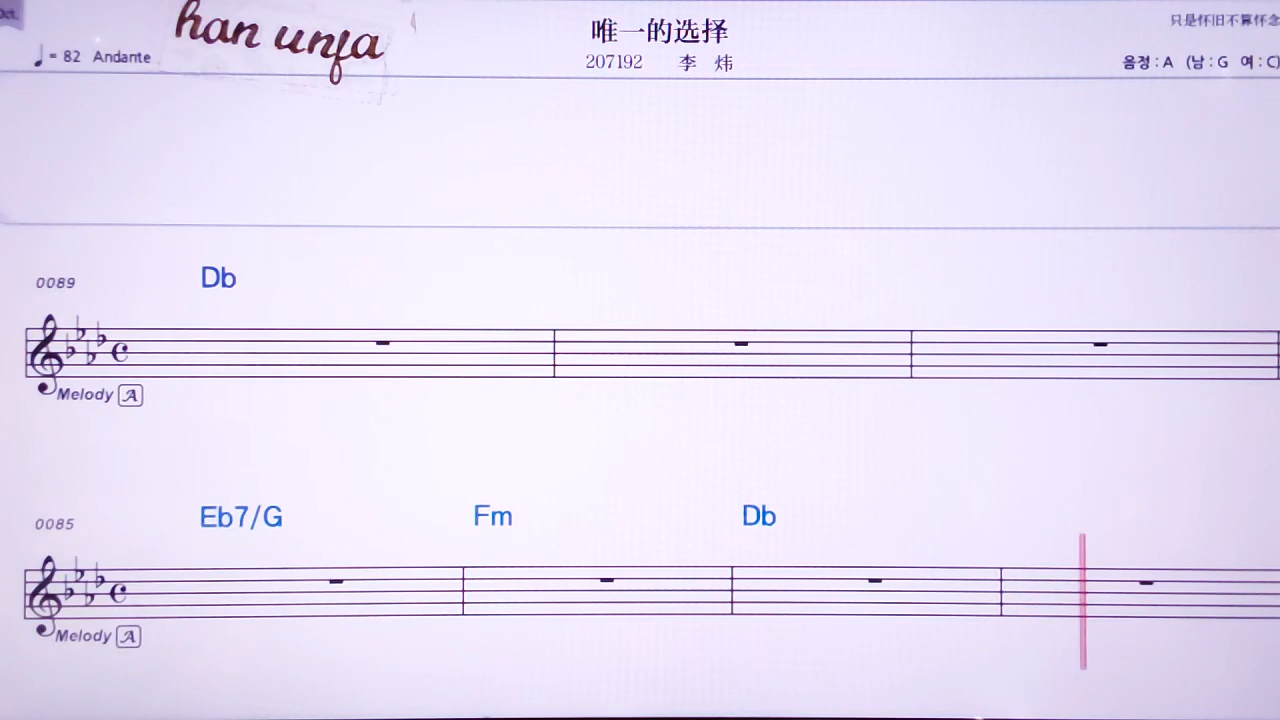 Oct.
han unfa
♩= 82 Andante
唯一的选择
207192 李 炜
只是怀旧不算怀念
음정 : A (남 : G 여 : C)
0089
Db
Melody A
0085
Eb7/G Fm Db
Melody A